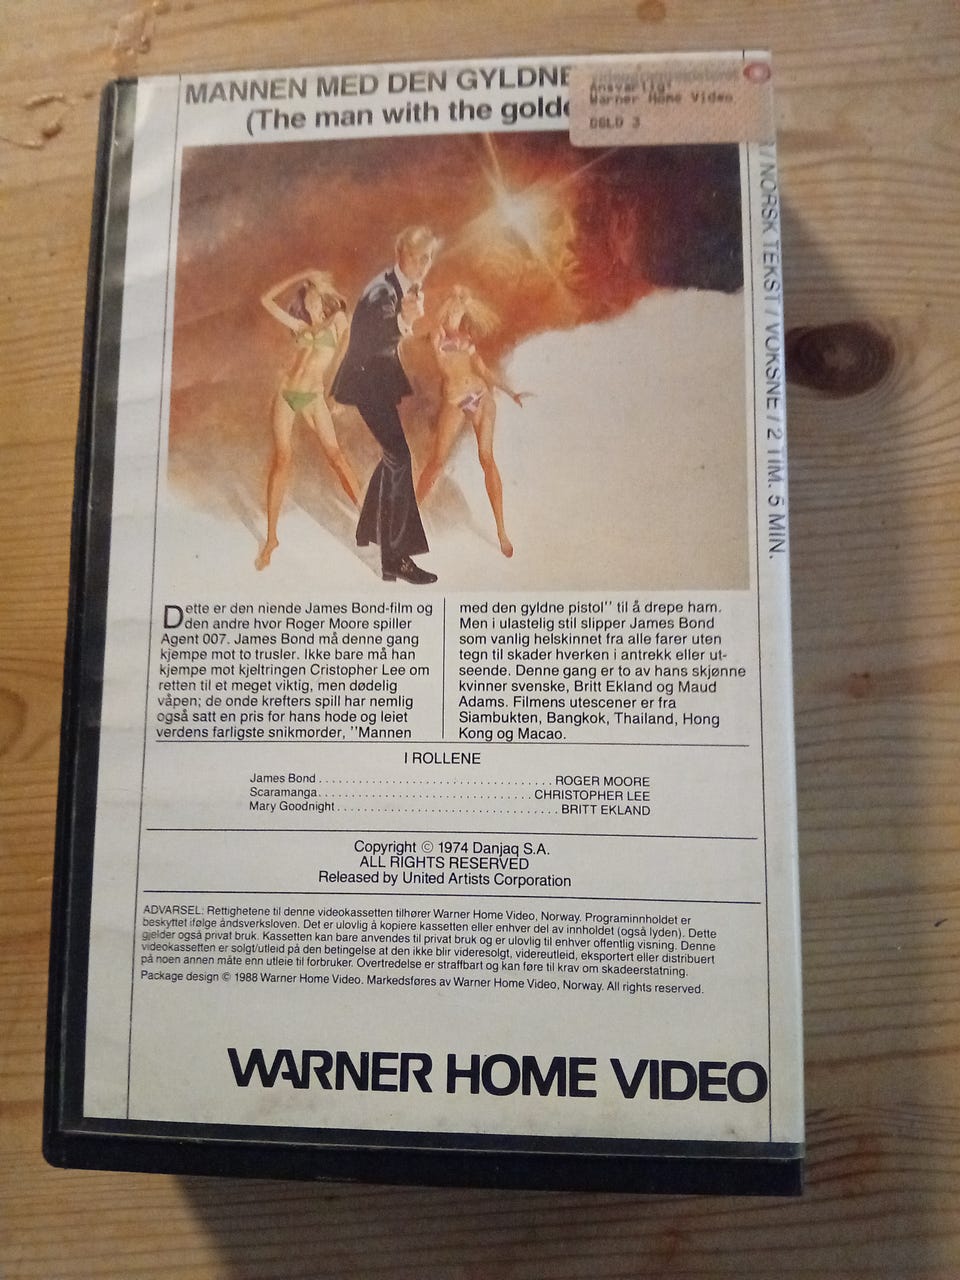 MANNEN MED DEN GYLDNE
(The man with the golde
Ansvarlig:
Warner Home Video
/ NORSK TEKST / VOKSNE / 2 TIM. 5 MIN.
Dette er den niende James Bond-film og
den andre hvor Roger Moore spiller
Agent 007. James Bond må denne gang
kjempe mot to trusler. Ikke bare må han
kjempe mot kjeltringen Cristopher Lee om
retten til et meget viktig, men dødelig
våpen; de onde krefters spill har nemlig
også satt en pris for hans hode og leiet
verdens farligste snikmorder, "Mannen
med den gyldne pistol" til å drepe ham.
Men i ulastelig stil slipper James Bond
som vanlig helskinnet fra alle farer uten
tegn til skader hverken i antrekk eller ut-
seende. Denne gang er to av hans skjønne
kvinner svenske, Britt Ekland og Maud
Adams. Filmens utescener er fra
Siambukten, Bangkok, Thailand, Hong
Kong og Macao.
I ROLLENE
James Bond ............................. ROGER MOORE
Scaramanga ............................. CHRISTOPHER LEE
Mary Goodnight ............................. BRITT EKLAND
Copyright © 1974 Danjaq S.A.
ALL RIGHTS RESERVED
Released by United Artists Corporation
ADVARSEL: Rettighetene til denne videokassetten tilhører Warner Home Video, Norway. Programinnholdet er
beskyttet ifølge åndsverksloven. Det er ulovlig å kopiere kassetten eller enhver del av innholdet (også lyden). Dette
gjelder også privat bruk. Kassetten kan bare anvendes til privat bruk og er ulovlig til enhver offentlig visning. Denne
videokassetten er solgt/utleid på den betingelse at den ikke blir videresolgt, videreutleid, eksportert eller distribuert
på noen annen måte enn utleie til forbruker. Overtredelse er straffbart og kan føre til krav om skadeerstatning.
Package design © 1988 Warner Home Video. Markedsføres av Warner Home Video, Norway. All rights reserved.
WARNER HOME VIDEO